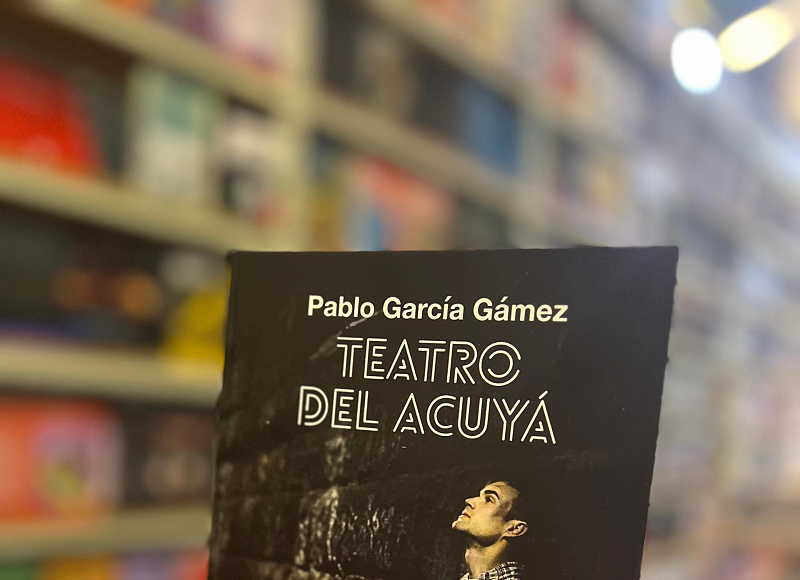 Pablo García Gámez
TEATRO
DEL ACUYÁ